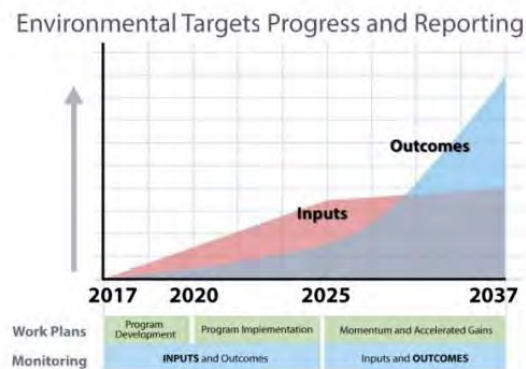 Environmental Targets Progress and Reporting
Outcomes
Inputs
2017 2020 2025 2037
Work Plans
Program
Development
Program Implementation
Momentum and Accelerated Gains
Monitoring
INPUTS and Outcomes
Inputs and OUTCOMES